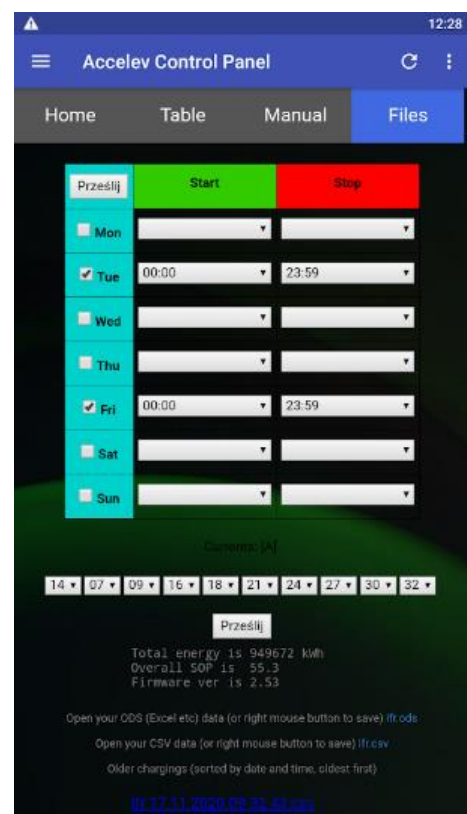 12:28
Accelev Control Panel
Home Table Manual Files
Prześlij Start Stop
Mon
Tue 00:00 23:59
Wed
Thu
Fri 00:00 23:59
Sat
Sun
Currents: [A]
14 07 09 16 18 21 24 27 30 32
Prześlij
Total energy is 949672 kWh
Overall SOP is 55.3
Firmware ver is 2.53
Open your ODS (Excel etc) data (or right mouse button to save) lfr.ods
Open your CSV data (or right mouse button to save) lfr.csv
Older chargings (sorted by date and time, oldest first)